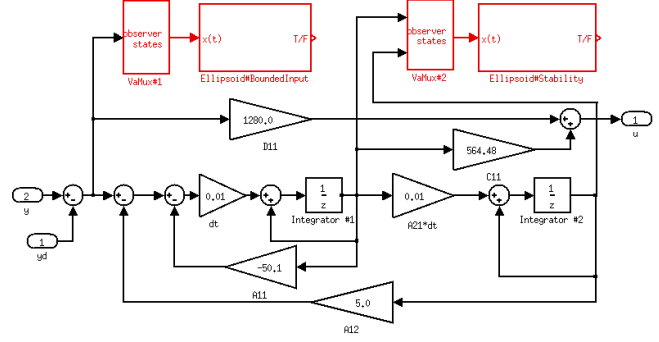 observer
states
VaMux#1
x(t)
T/F
Ellipsoid#BoundedInput
observer
states
VaMux#2
x(t)
T/F
Ellipsoid#Stability
1280.0
D11
+
+
1
u
564.48
C11
2
y
+
-
+
-
+
-
0.01
dt
+
+
1
z
Integrator #1
0.01
A21*dt
+
+
1
z
Integrator #2
1
yd
-50.1
A11
5.0
A12